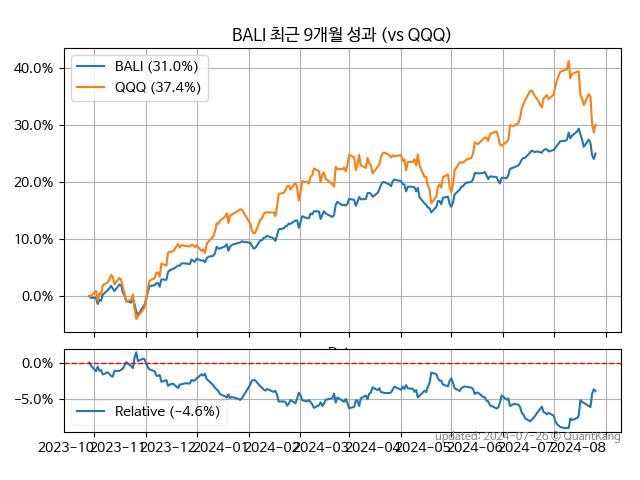 BALI 최근 9개월 성과 (vs QQQ)
BALI (31.0%)
QQQ (37.4%)
40.0%
30.0%
20.0%
10.0%
0.0%
0.0%
−5.0%
Relative (−4.6%)
updated: 2024-07-26 © QuantKang
2023−10 2023−11 2023−12 2024−01 2024−02 2024−03 2024−04 2024−05 2024−06 2024−07 2024−08